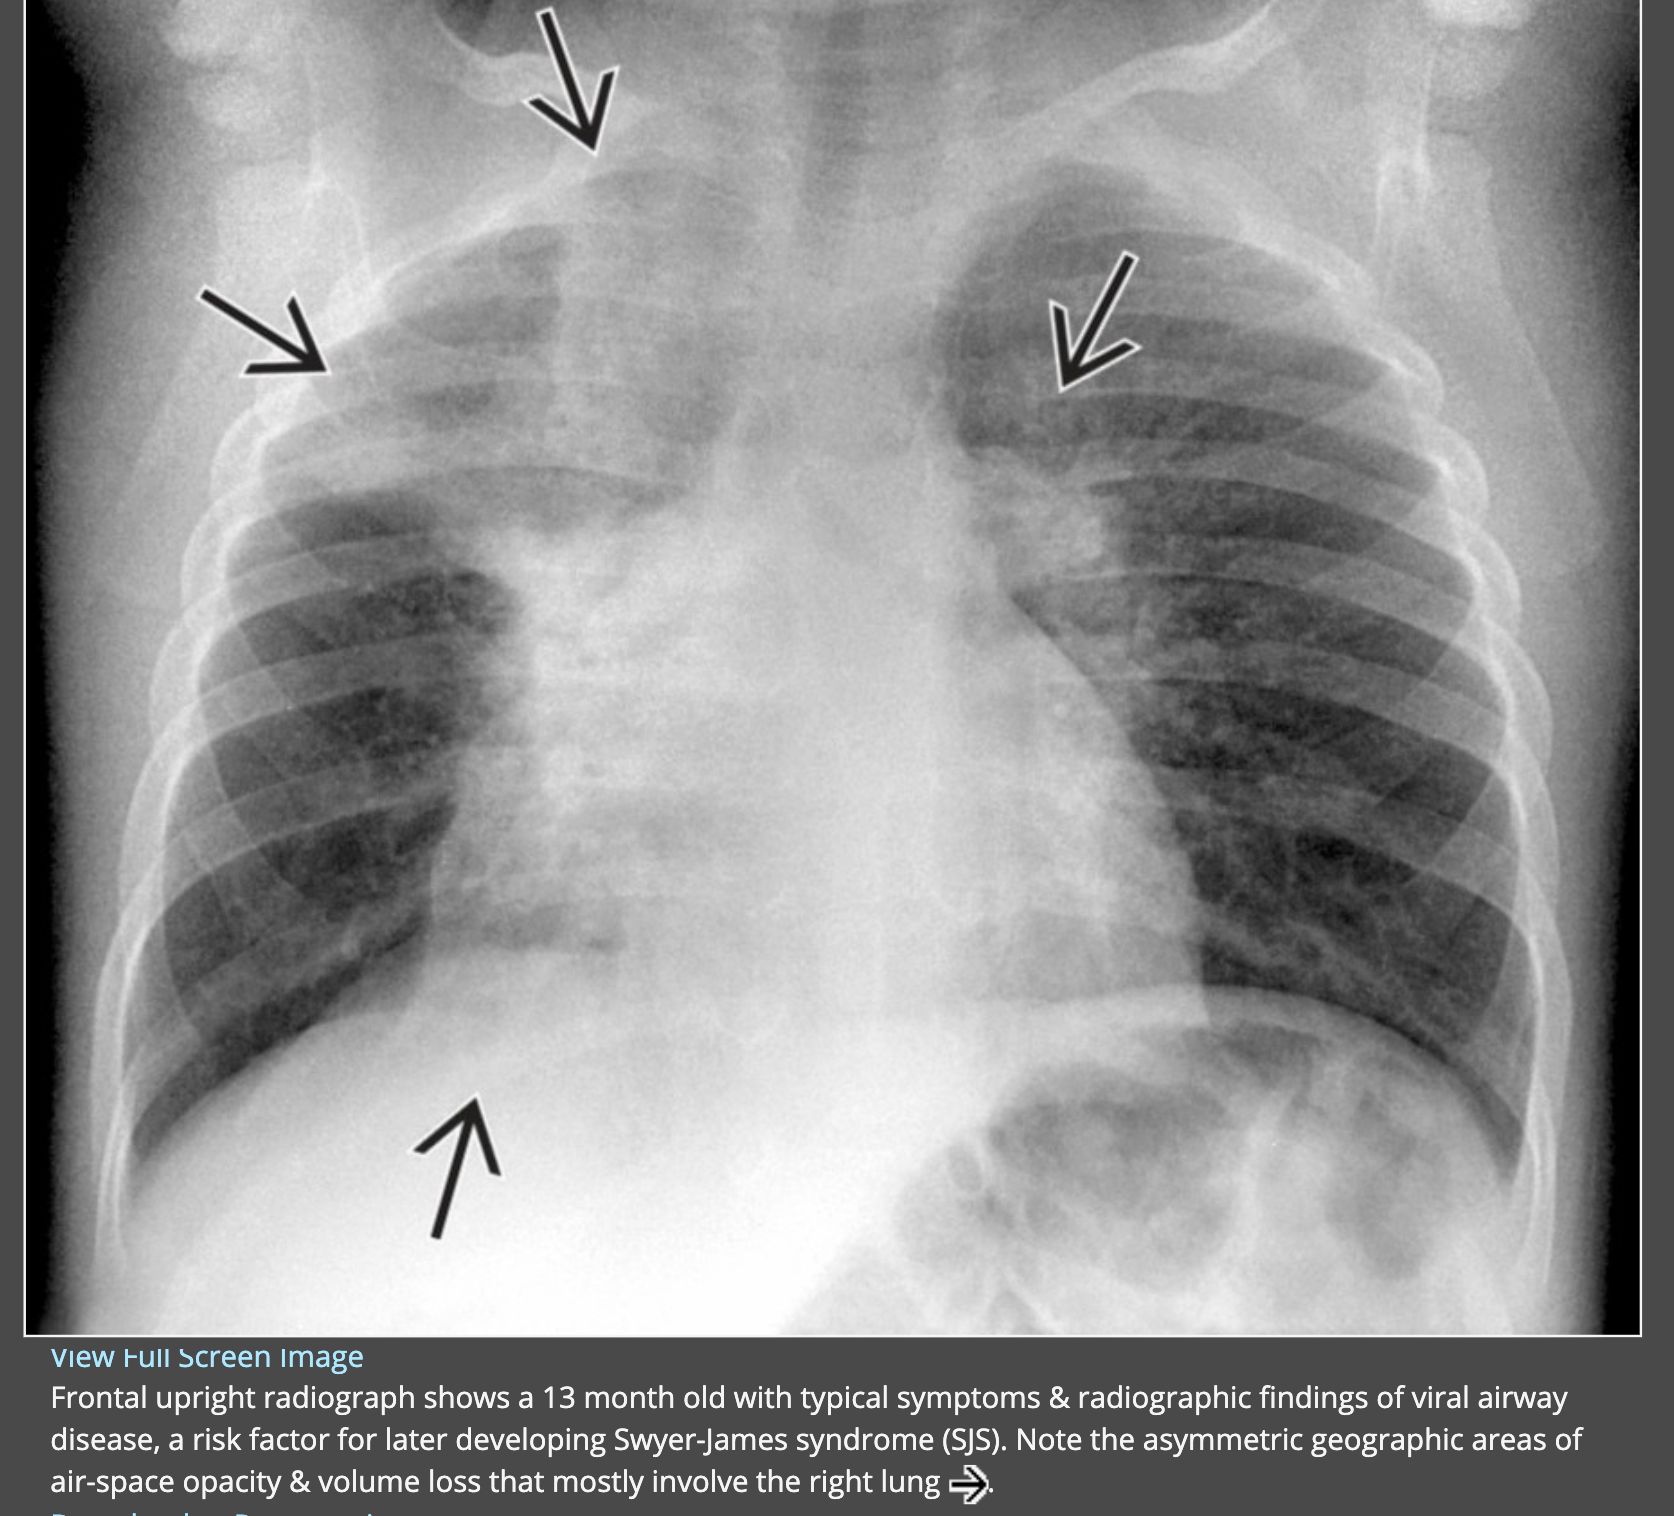 View Full Screen Image
Frontal upright radiograph shows a 13 month old with typical symptoms & radiographic findings of viral airway
disease, a risk factor for later developing Swyer-James syndrome (SJS). Note the asymmetric geographic areas of
air-space opacity & volume loss that mostly involve the right lung .